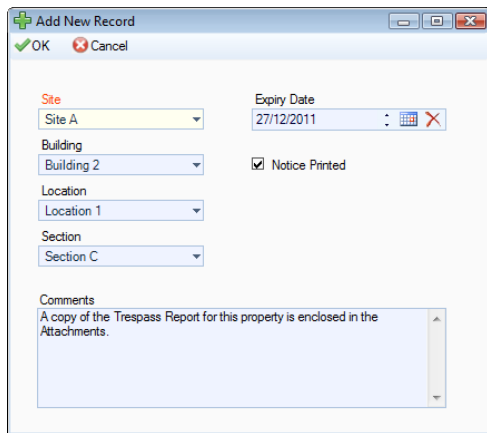 Add New Record
OK Cancel
Site
Site A
Expiry Date
27/12/2011
Building
Building 2
Notice Printed
Location
Location 1
Section
Section C
Comments
A copy of the Trespass Report for this property is enclosed in the
Attachments.